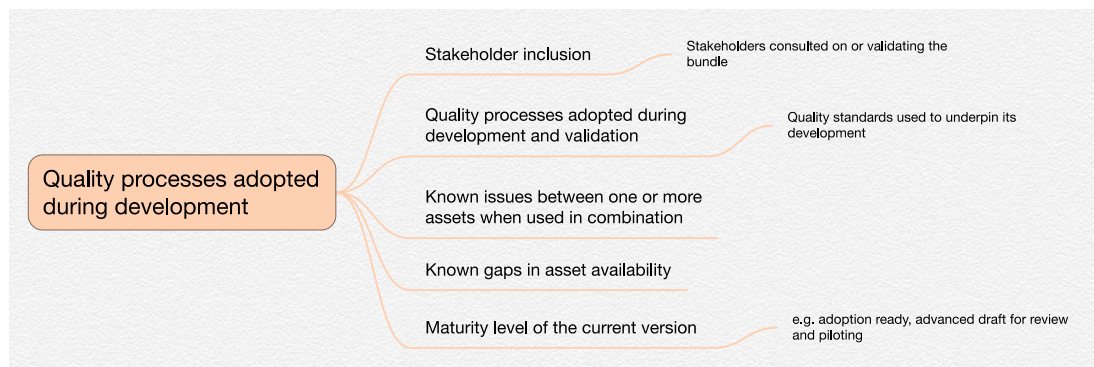 Quality processes adopted
during development
Stakeholder inclusion
Stakeholders consulted on or validating the
bundle
Quality processes adopted during
development and validation
Quality standards used to underpin its
development
Known issues between one or more
assets when used in combination
Known gaps in asset availability
Maturity level of the current version
e.g. adoption ready, advanced draft for review
and piloting